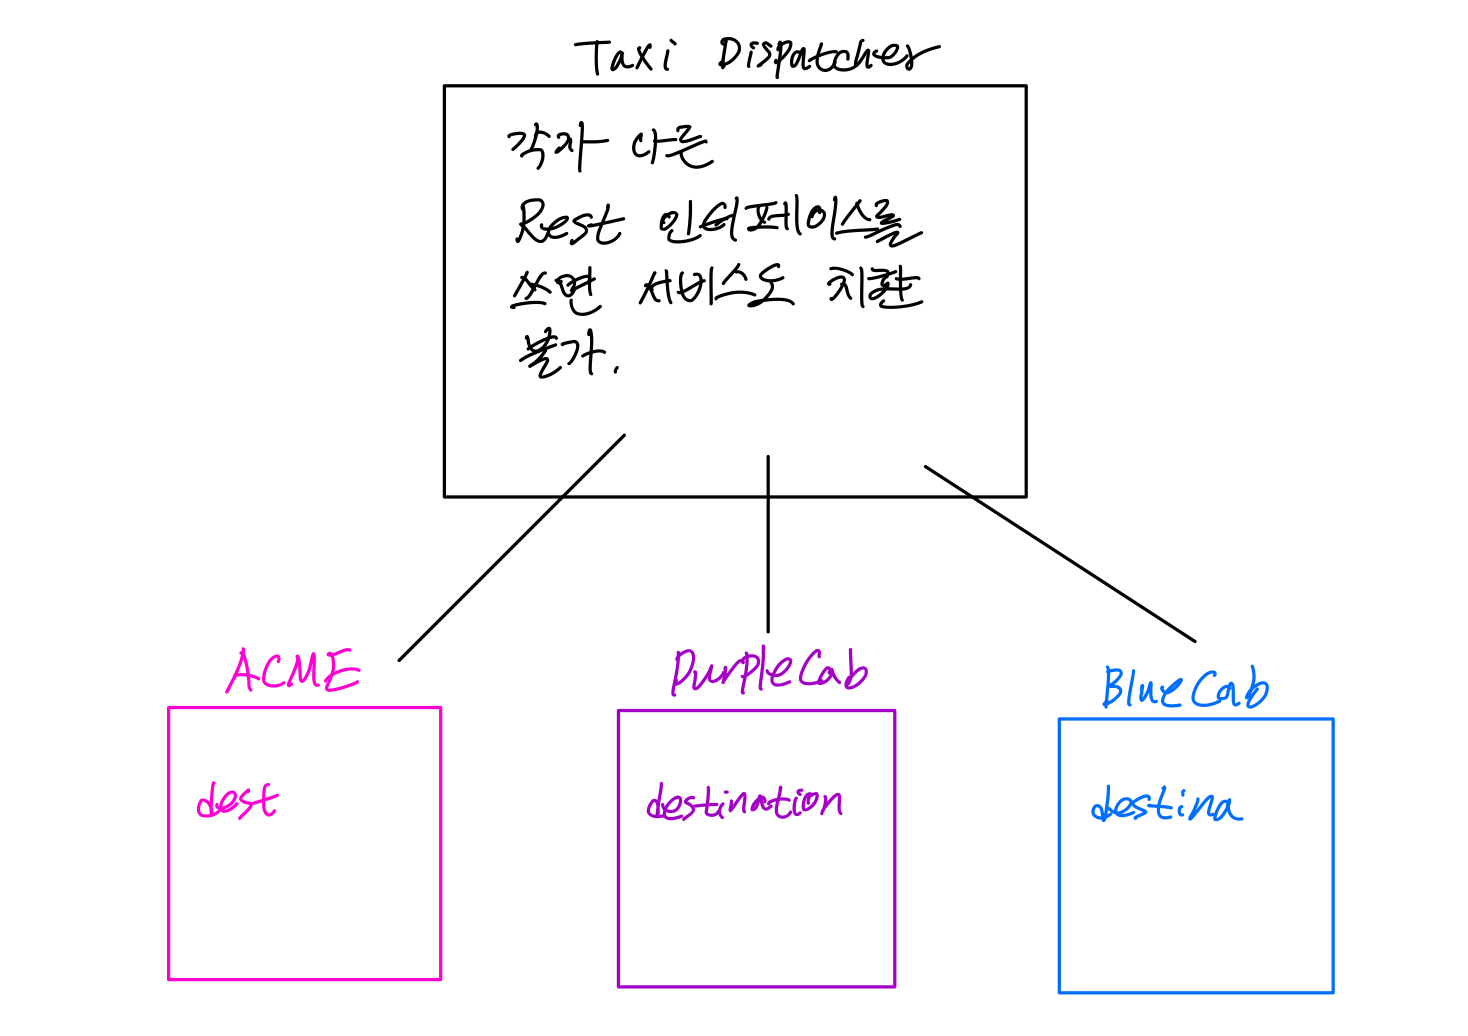 Taxi Dispatcher
각자 다른
Rest 인터페이스를
쓰면 서비스도 치환
불가.
ACME
PurpleCab
BlueCab
dest
destination
destina